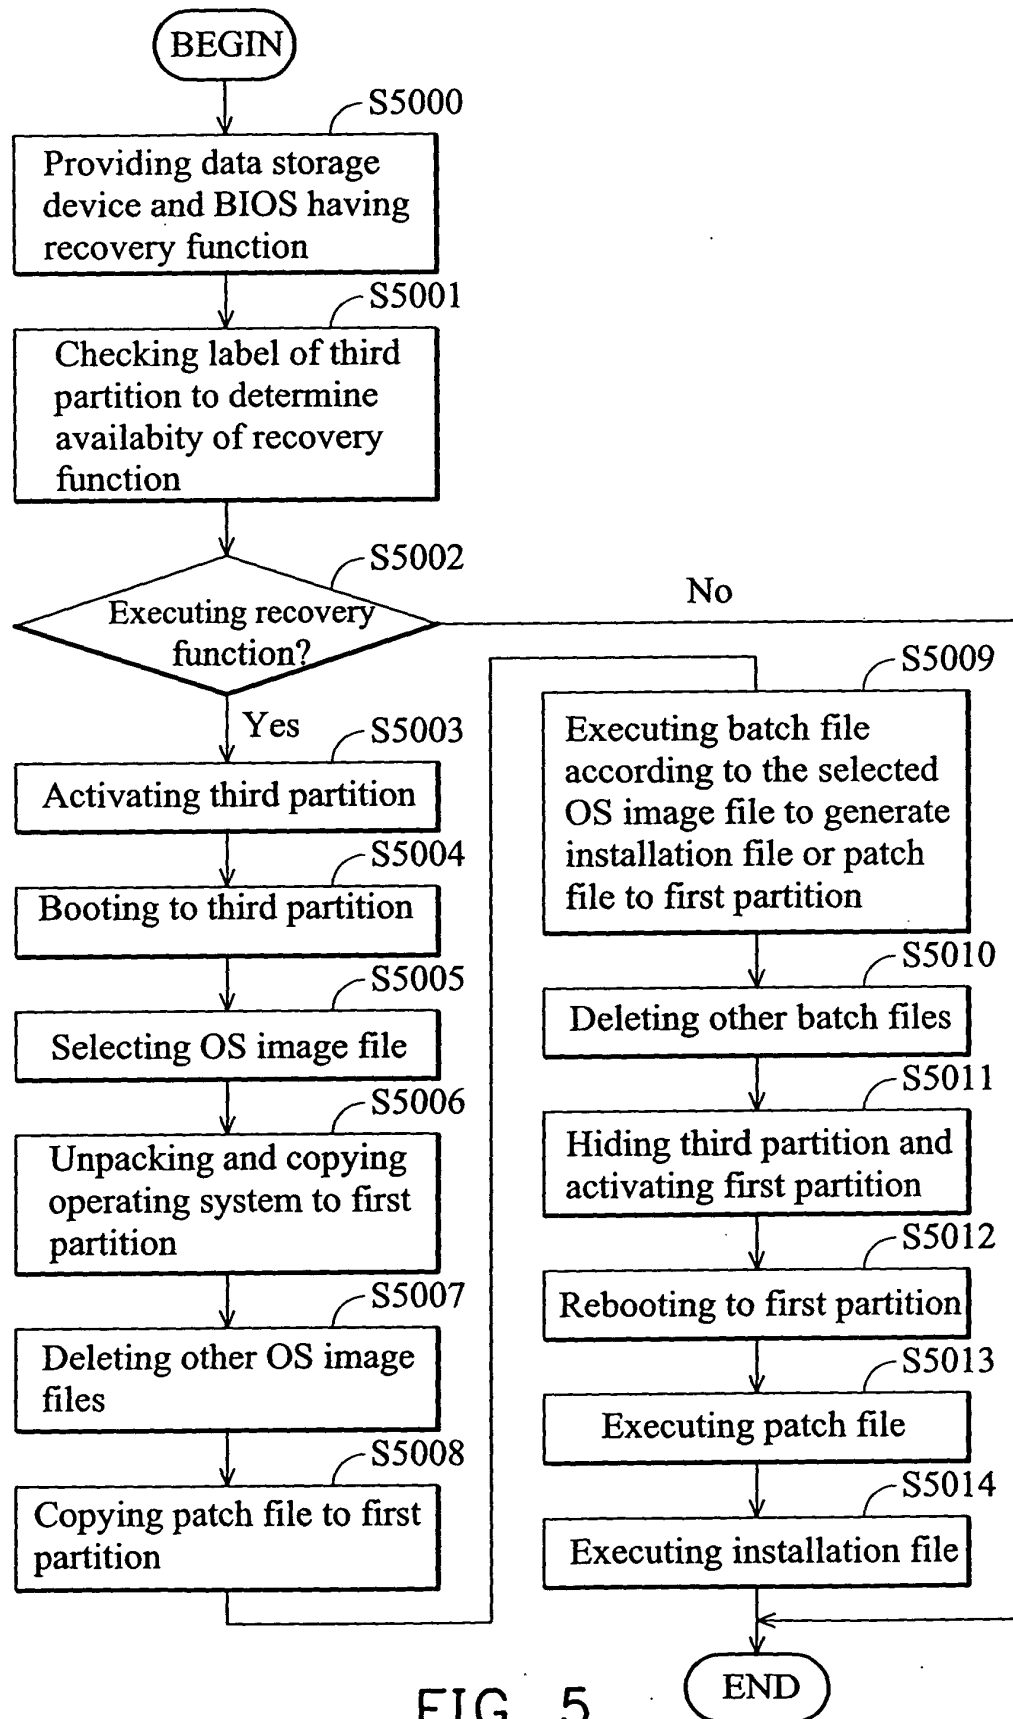 BEGIN
S5000
Providing data storage
device and BIOS having
recovery function
S5001
Checking label of third
partition to determine
availabity of recovery
function
S5002
Executing recovery
function?
No
Yes
S5003
Activating third partition
S5004
Booting to third partition
S5005
Selecting OS image file
S5006
Unpacking and copying
operating system to first
partition
S5007
Deleting other OS image
files
S5008
Copying patch file to first
partition
S5009
Executing batch file
according to the selected
OS image file to generate
installation file or patch
file to first partition
S5010
Deleting other batch files
S5011
Hiding third partition and
activating first partition
S5012
Rebooting to first partition
S5013
Executing patch file
S5014
Executing installation file
END
FIG. 5